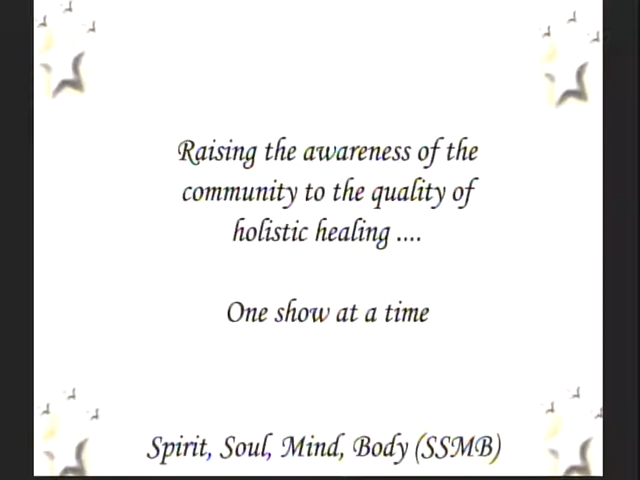 Raising the awareness of the
community to the quality of
holistic healing ....
One show at a time
Spirit, Soul, Mind, Body (SSMB)